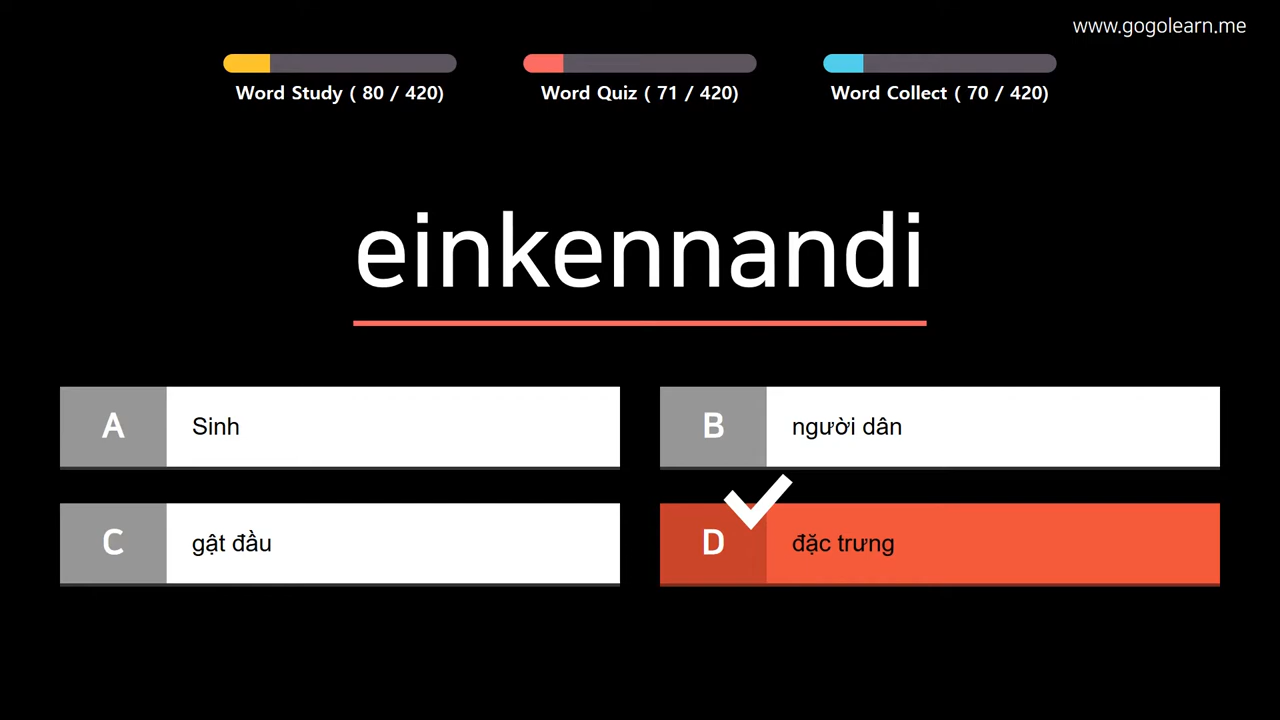 www.gogolearn.me
Word Study ( 80 / 420)
Word Quiz ( 71 / 420)
Word Collect ( 70 / 420)
einkennandi
A Sinh
B người dân
C gật đầu
D đặc trưng